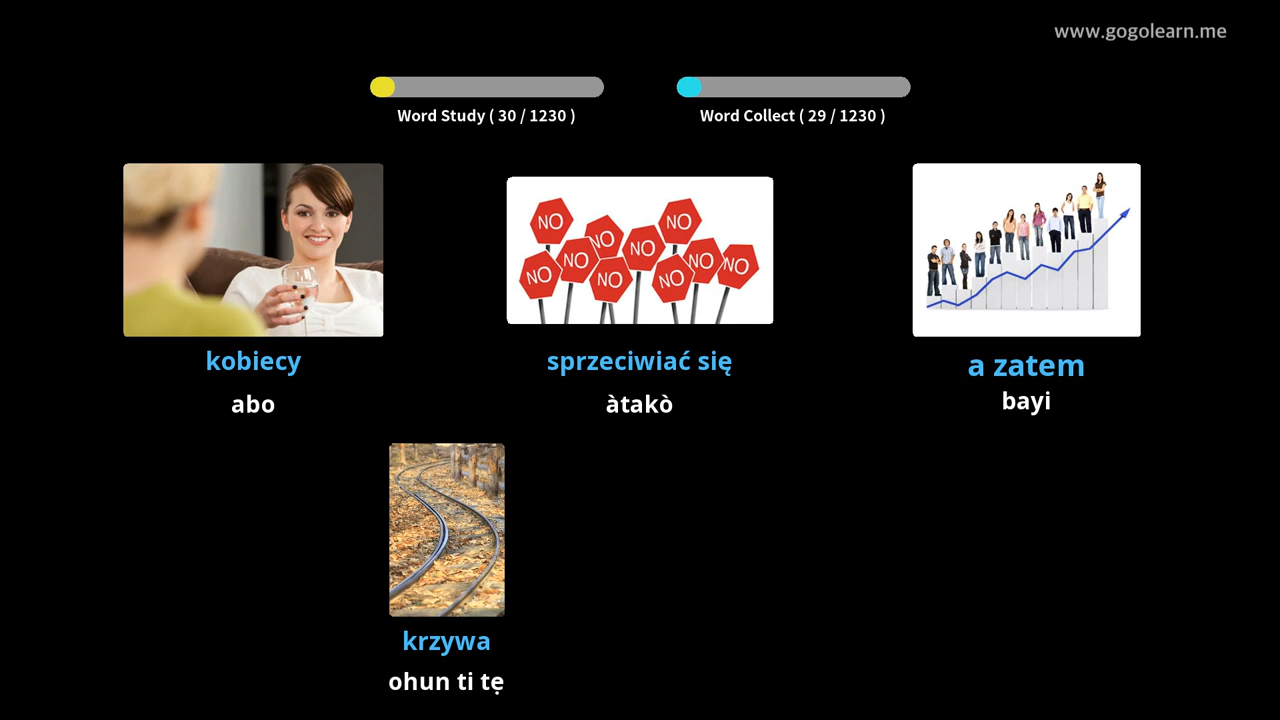 www.gogolearn.me
Word Study ( 30 / 1230 )
Word Collect ( 29 / 1230 )
NO
NO
NO
NO
NO
NO
NO
NO
NO
NO
kobiecy
abo
sprzeciwiać się
àtakò
a zatem
bayi
krzywa
ohun ti tẹ